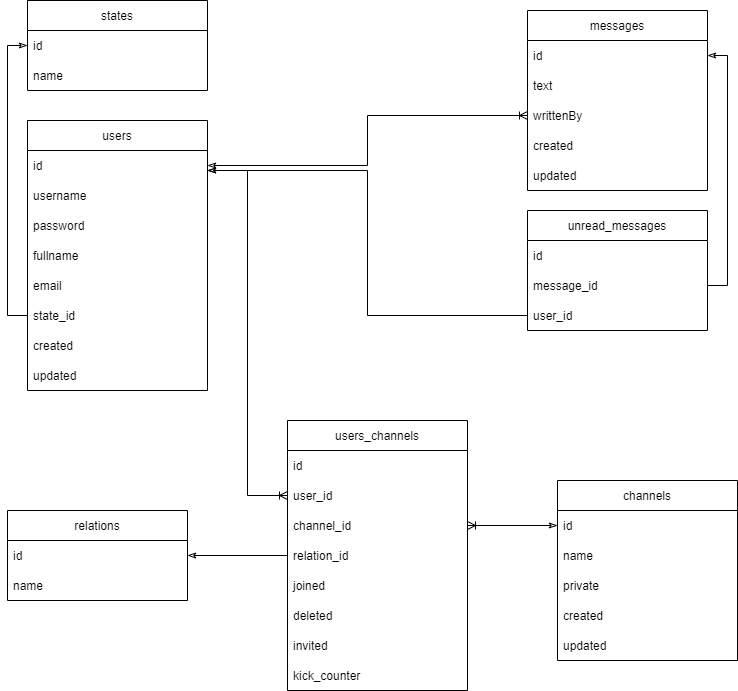 states
id
name
users
id
username
password
fullname
email
state_id
created
updated
messages
id
text
writtenBy
created
updated
unread_messages
id
message_id
user_id
users_channels
id
user_id
channel_id
relation_id
joined
deleted
invited
kick_counter
relations
id
name
channels
id
name
private
created
updated